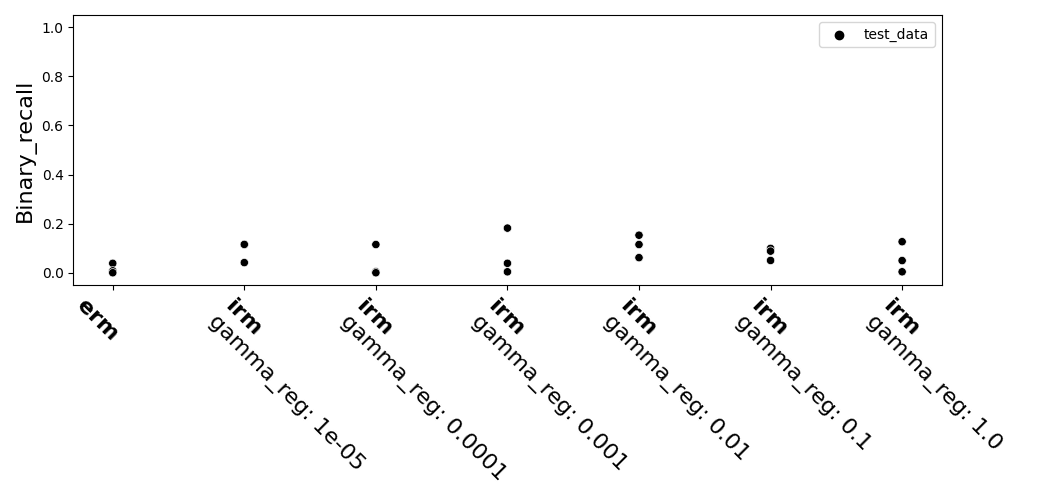 1.0
0.8
0.6
0.4
0.2
0.0
Binary_recall
test_data
erm
irm
gamma_reg: 1e-05
irm
gamma_reg: 0.0001
irm
gamma_reg: 0.001
irm
gamma_reg: 0.01
irm
gamma_reg: 0.1
irm
gamma_reg: 1.0